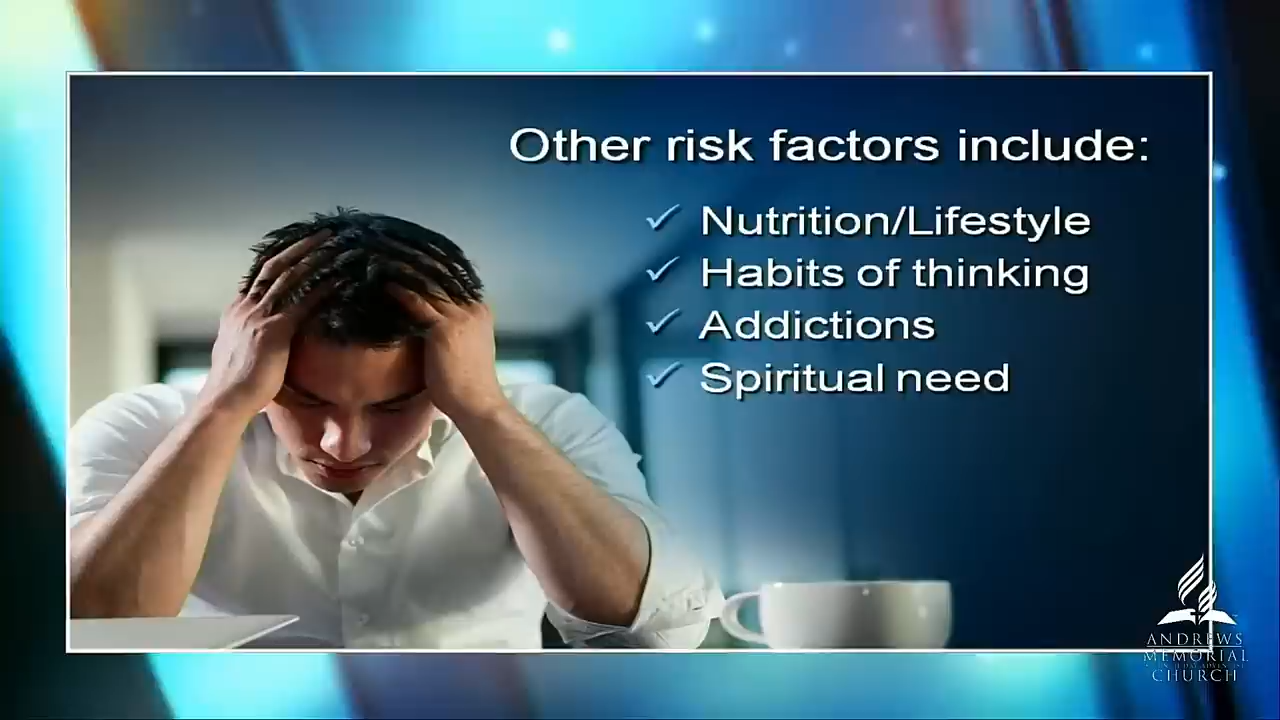 Other risk factors include:
✓ Nutrition/Lifestyle
✓ Habits of thinking
✓ Addictions
✓ Spiritual need
ANDREWS
MEMORIAL
CHURCH